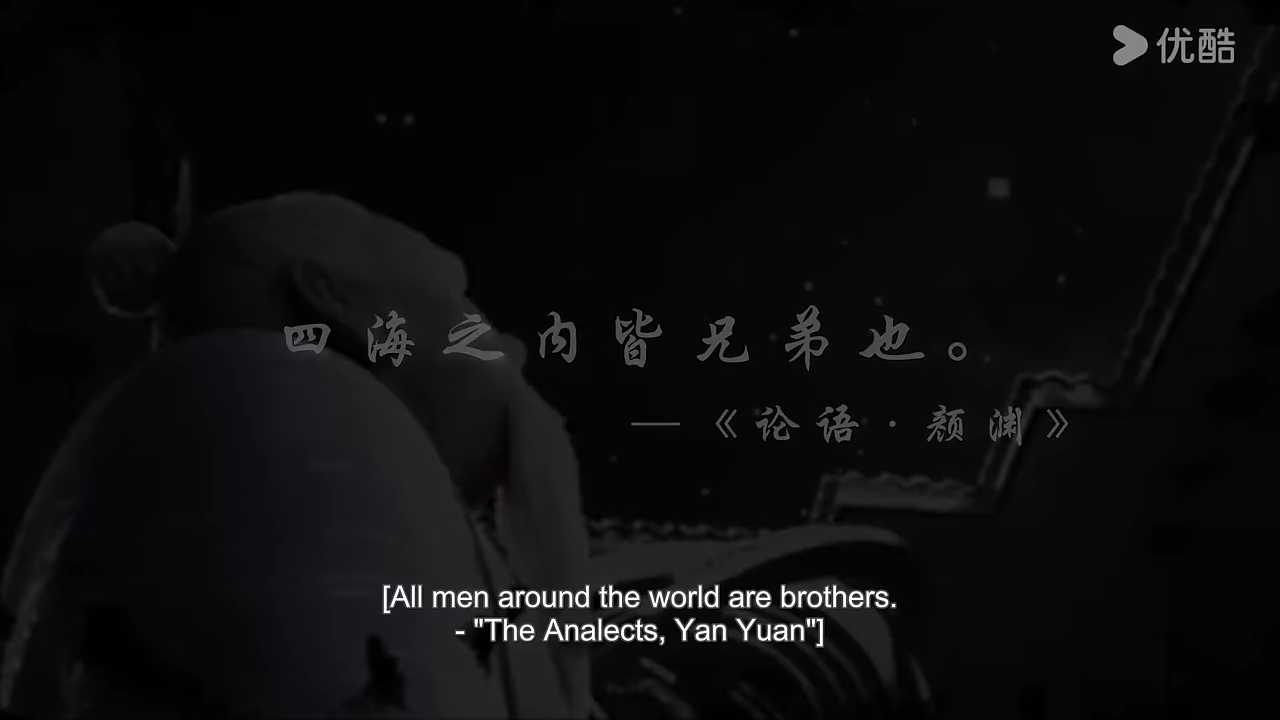 优酷
四海之内皆兄弟也。
—《论语·颜渊》
[All men around the world are brothers.
- "The Analects, Yan Yuan"]